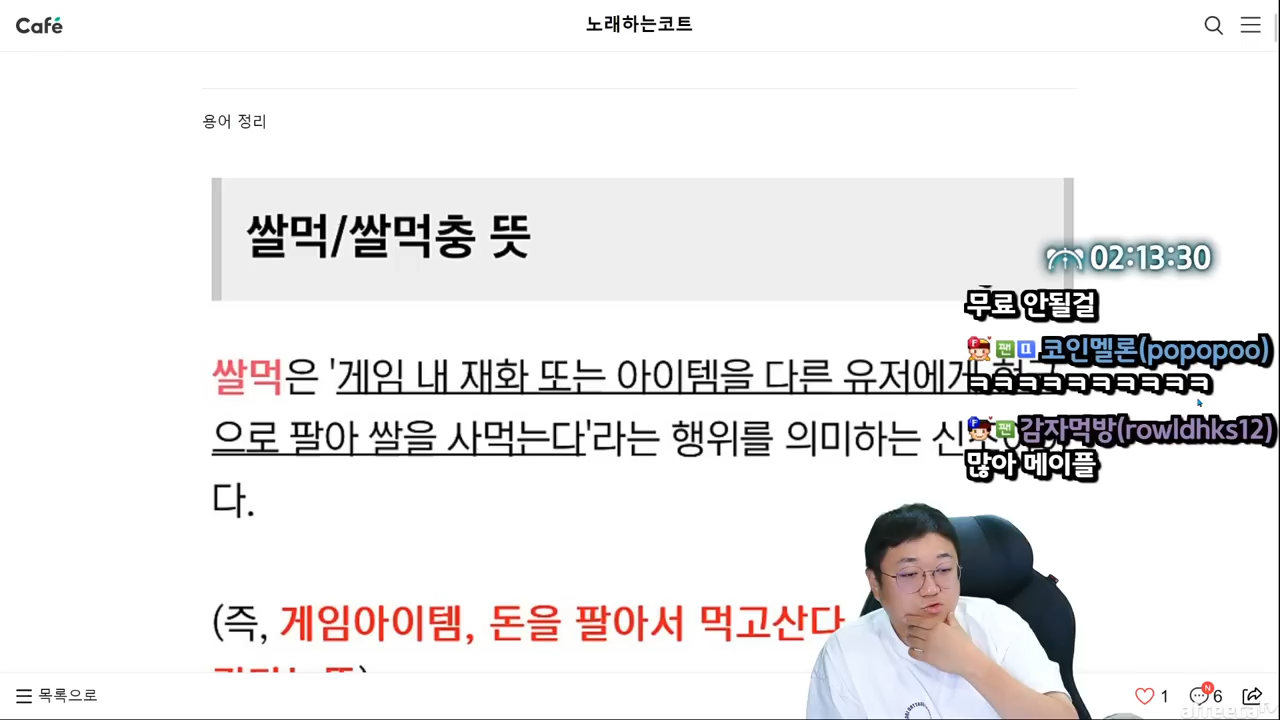 Café
노래하는코트
용어 정리
쌀먹/쌀먹충 뜻
02:13:30
무료 안될걸
쌀먹은 '게임 내 재화 또는 아이템을 다른 유저에게
코인멜론(popopoo)
ㅋㅋㅋㅋㅋㅋㅋㅋㅋㅋ
으로 팔아 쌀을 사먹는다'라는 행위를 의미하는
감자먹방(rowldhks12)
많아 메이플
다.
(즉, 게임아이템, 돈을 팔아서 먹고산다
목록으로
1
N
6
afreecaTV